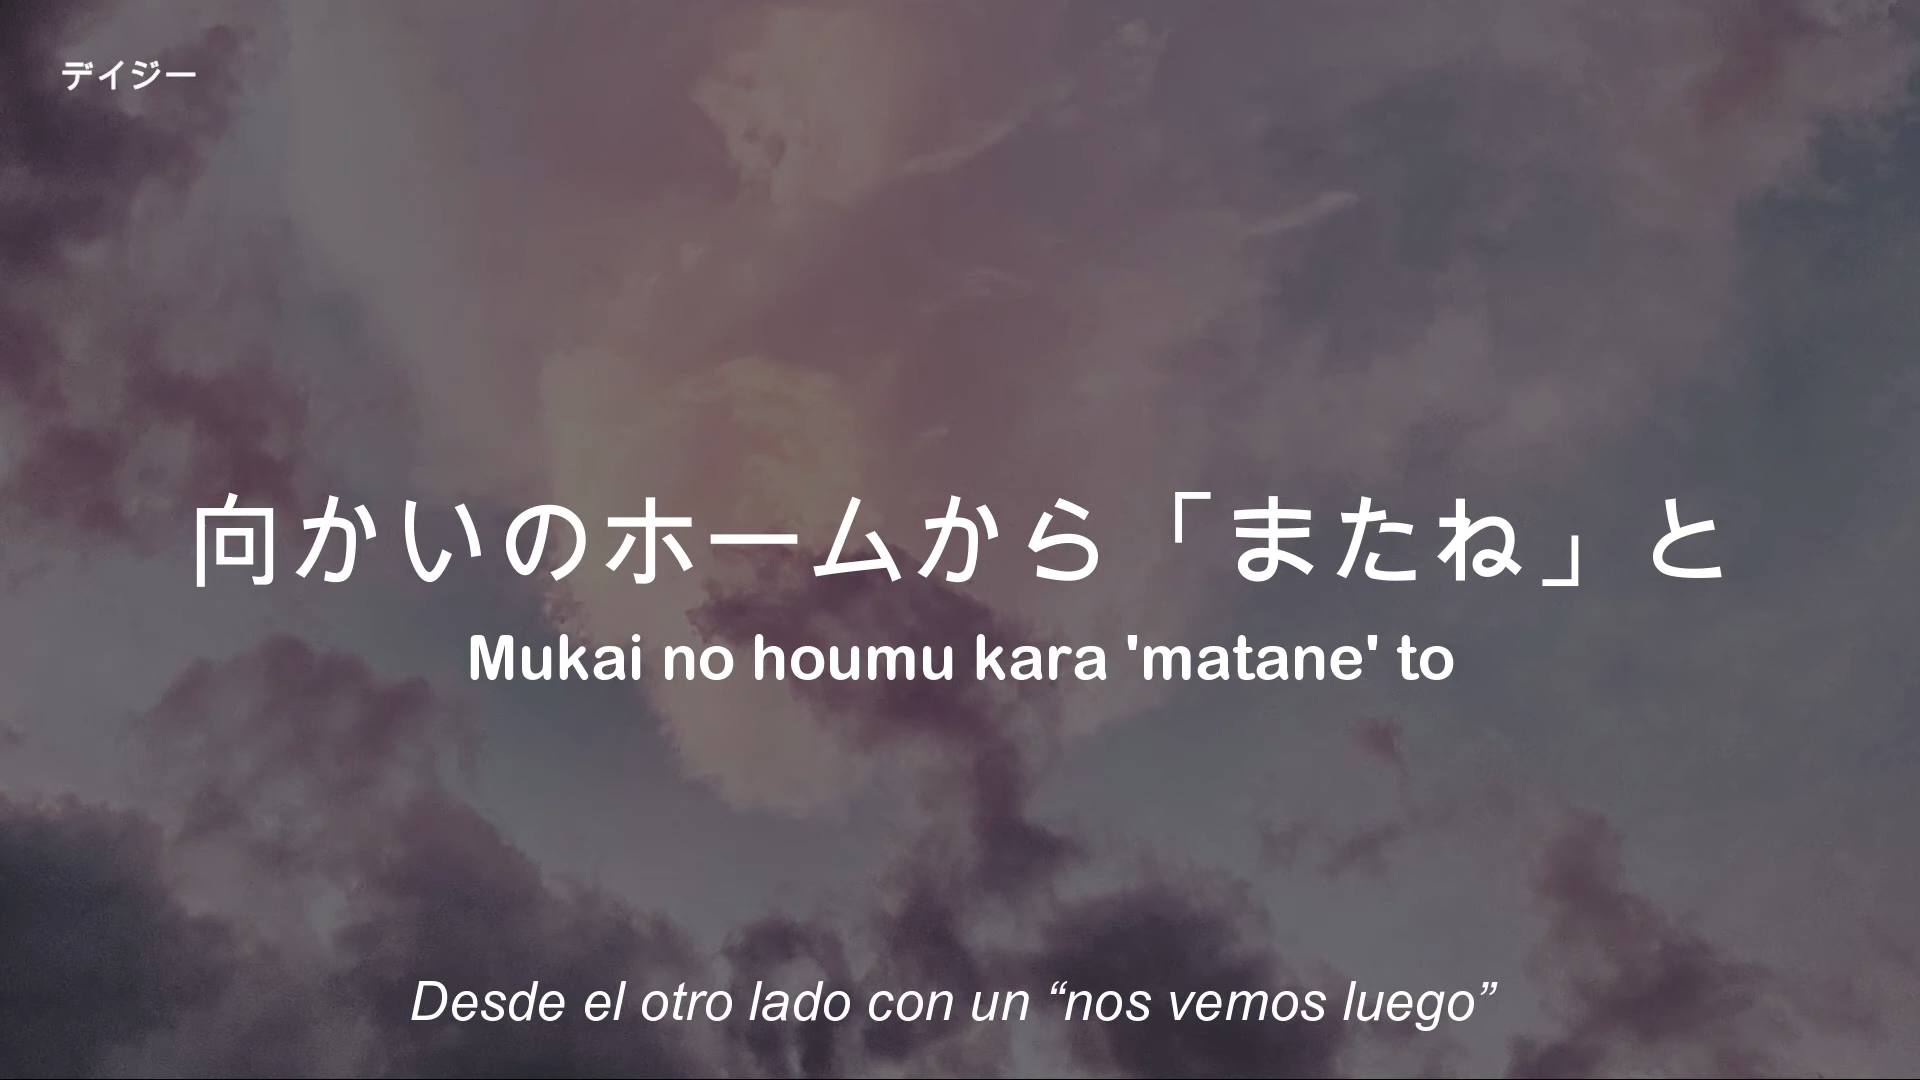 デイジー
向かいのホームから「またね」と
Mukai no houmu kara 'matane' to
Desde el otro lado con un “nos vemos luego”